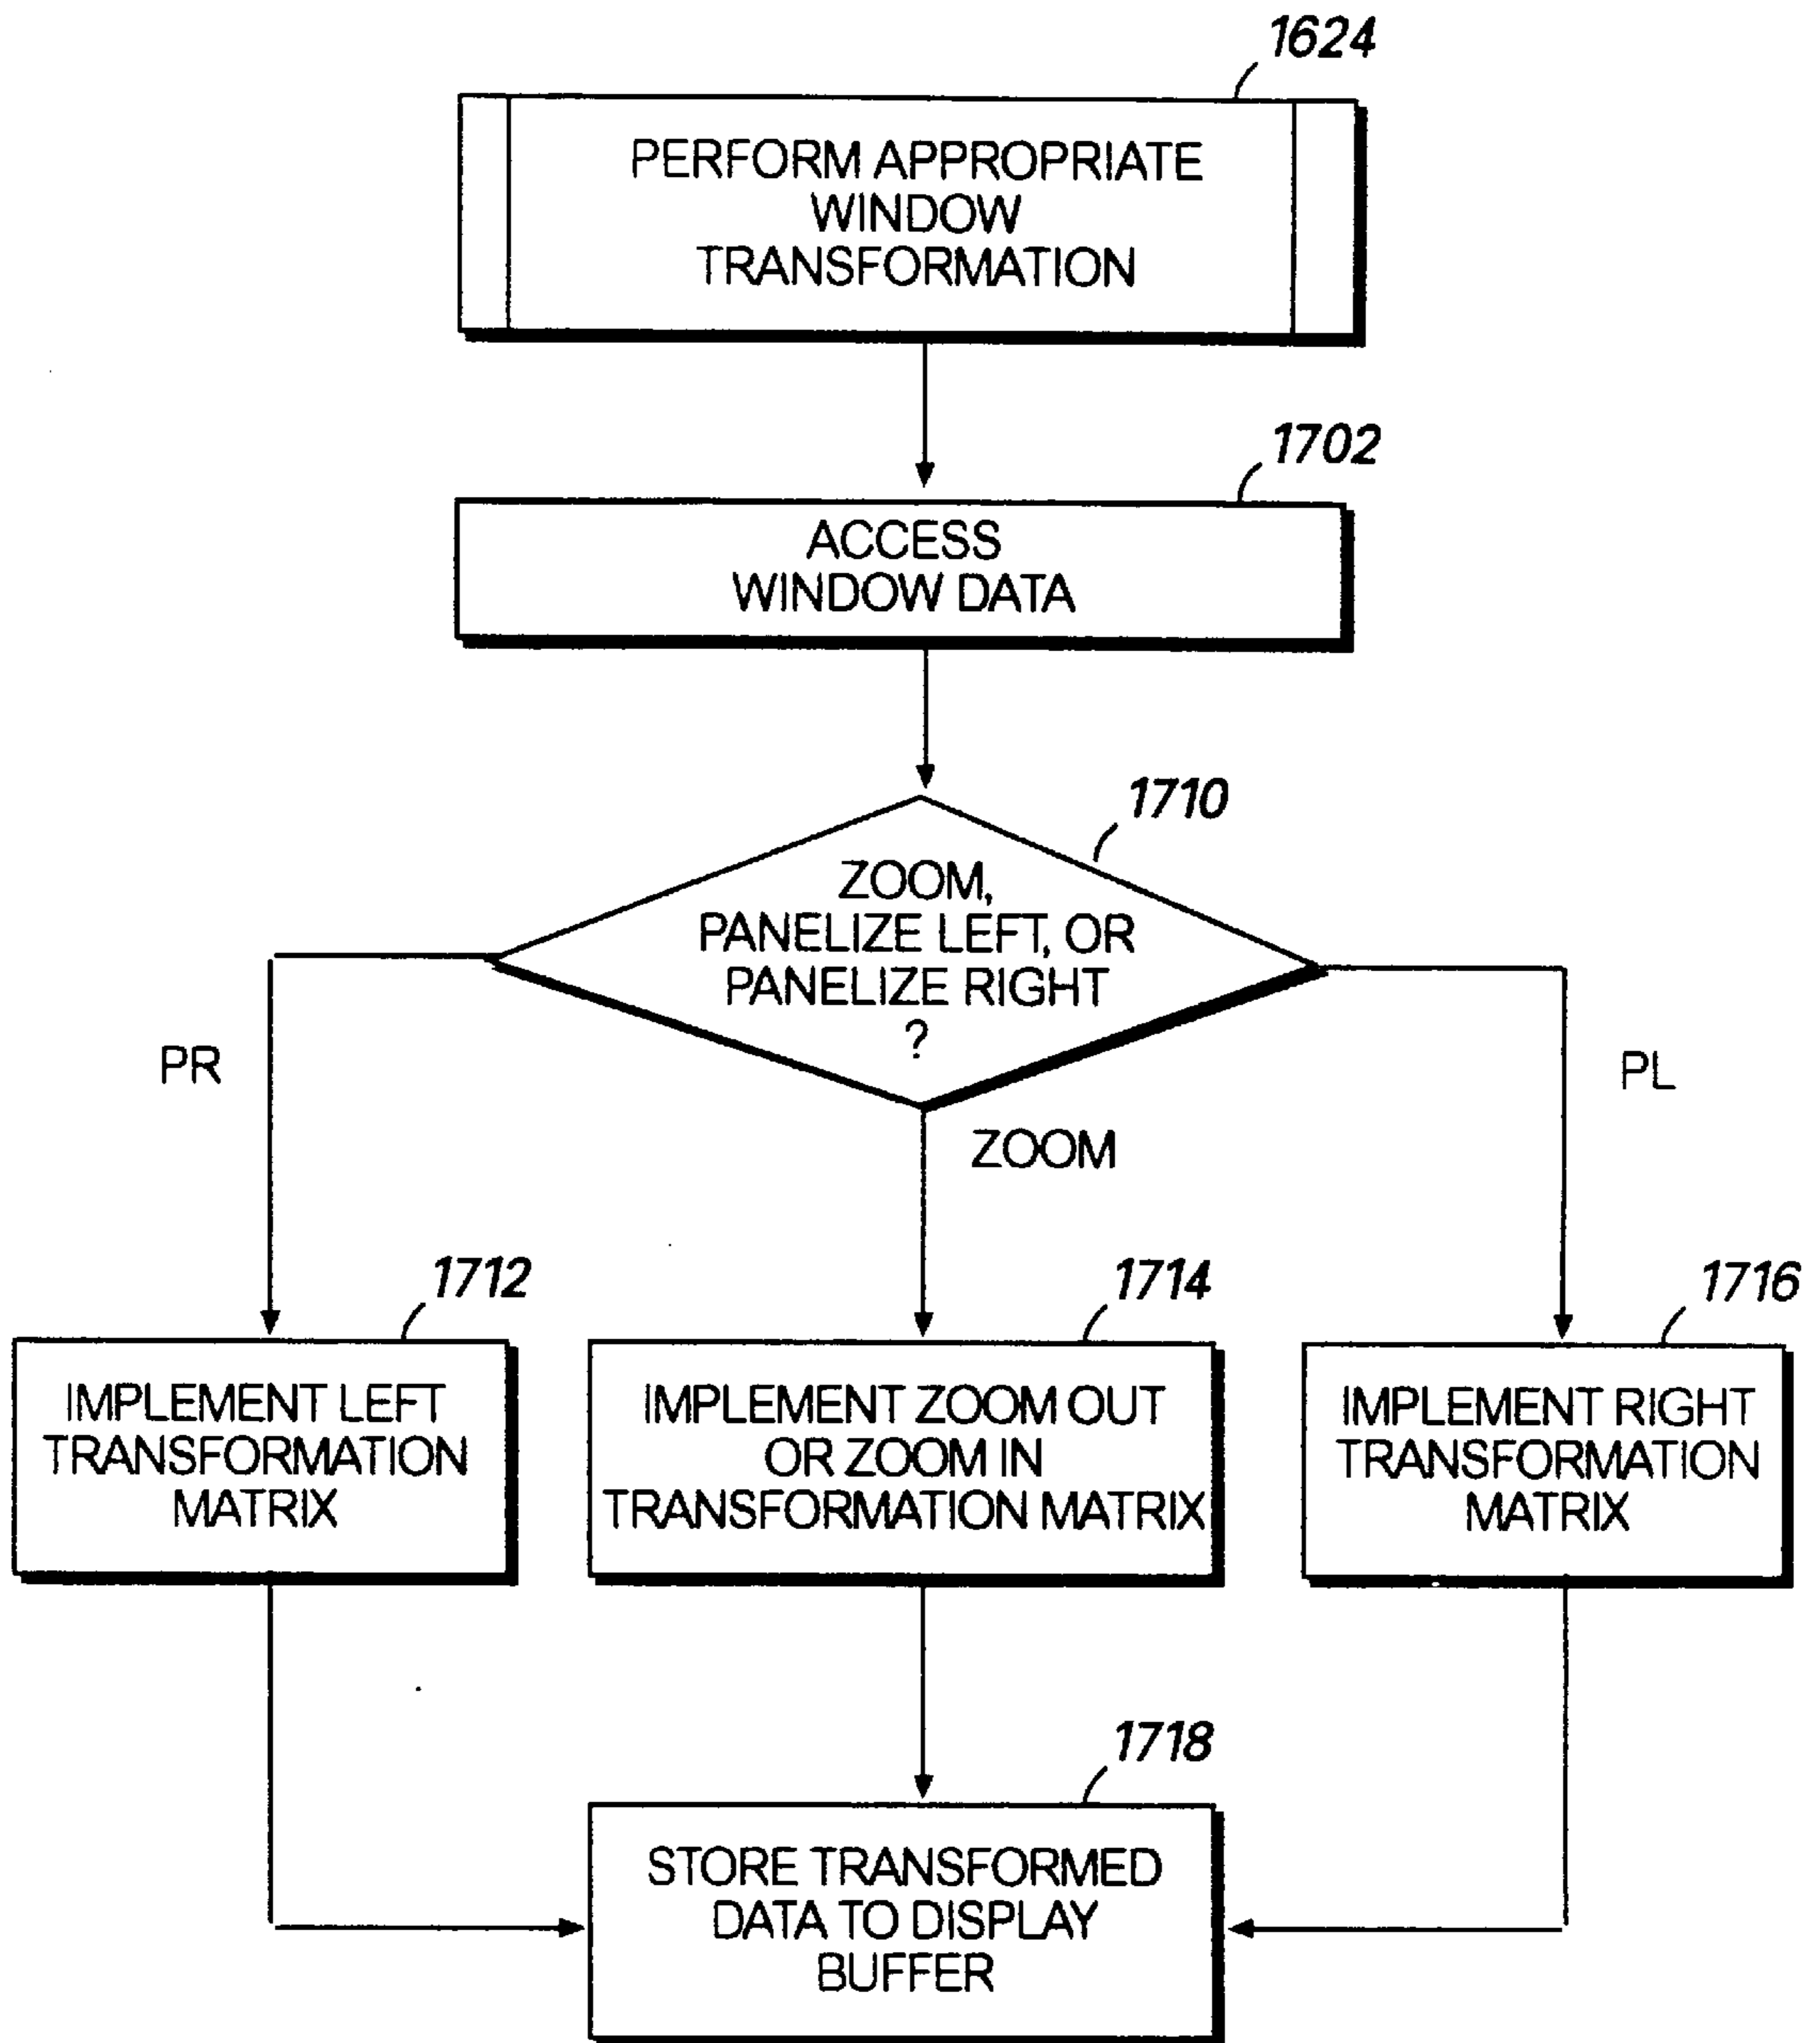 1624
PERFORM APPROPRIATE
WINDOW
TRANSFORMATION
1702
ACCESS
WINDOW DATA
1710
ZOOM,
PANELIZE LEFT, OR
PANELIZE RIGHT
?
PR
PL
ZOOM
1712
IMPLEMENT LEFT
TRANSFORMATION
MATRIX
1714
IMPLEMENT ZOOM OUT
OR ZOOM IN
TRANSFORMATION MATRIX
1716
IMPLEMENT RIGHT
TRANSFORMATION
MATRIX
1718
STORE TRANSFORMED
DATA TO DISPLAY
BUFFER